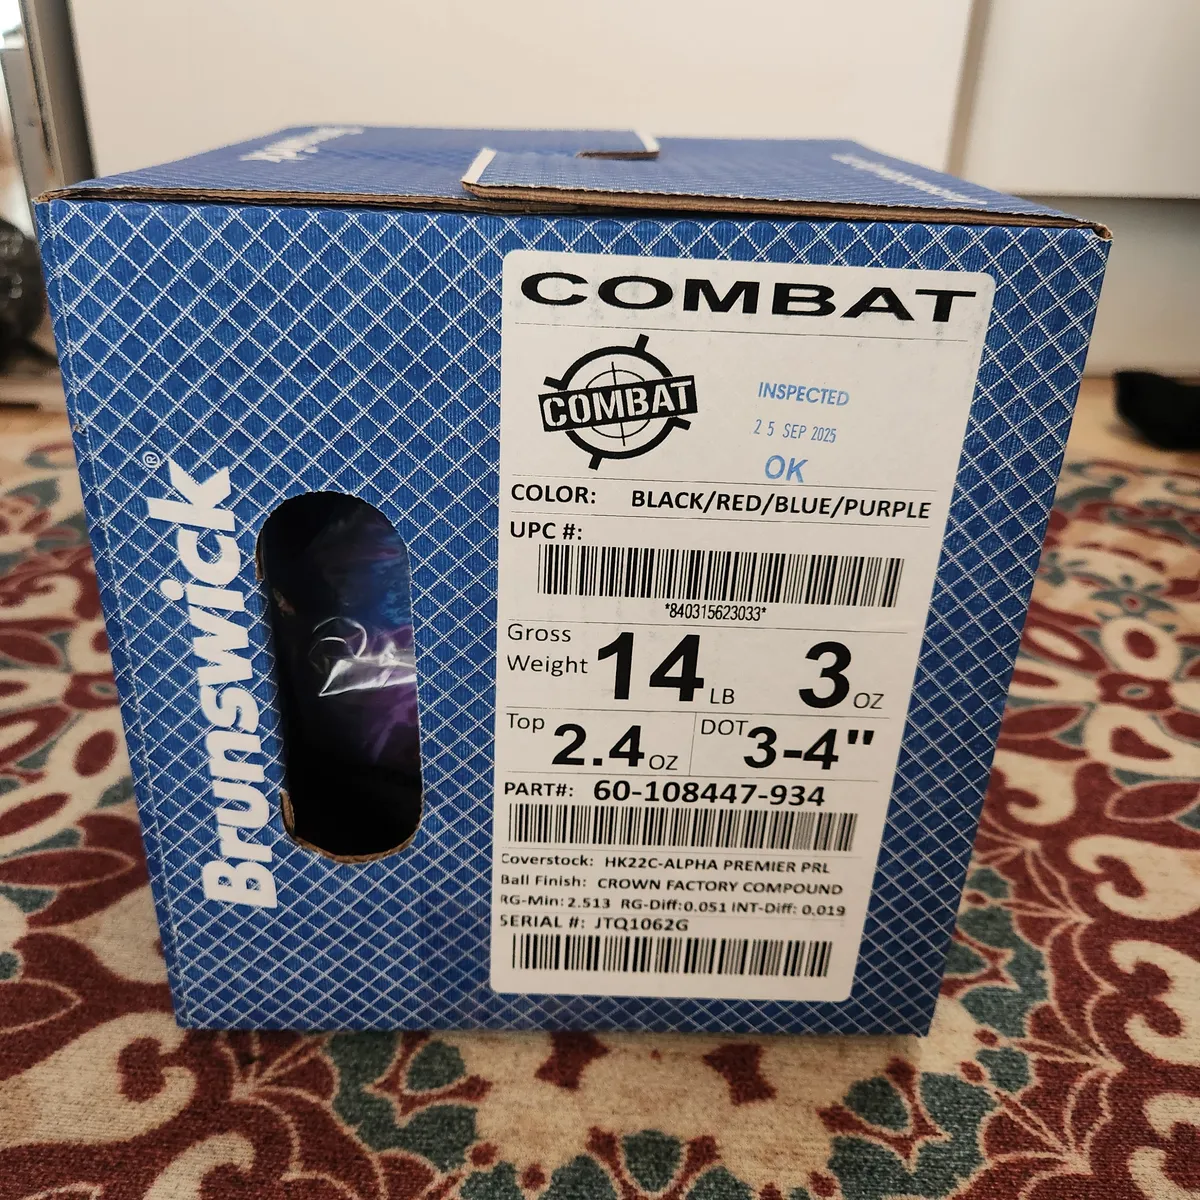 Brunswick®
COMBAT
COMBAT
INSPECTED
25 SEP 2025
OK
COLOR: BLACK/RED/BLUE/PURPLE
UPC #:
*840315623033*
Gross Weight 14 LB 3 OZ
Top 2.4 OZ DOT 3-4"
PART#: 60-108447-934
Coverstock: HK22C-ALPHA PREMIER PRL
Ball Finish: CROWN FACTORY COMPOUND
RG-Min: 2.513 RG-Diff:0.051 INT-Diff: 0.019
SERIAL #: JTQ1062G